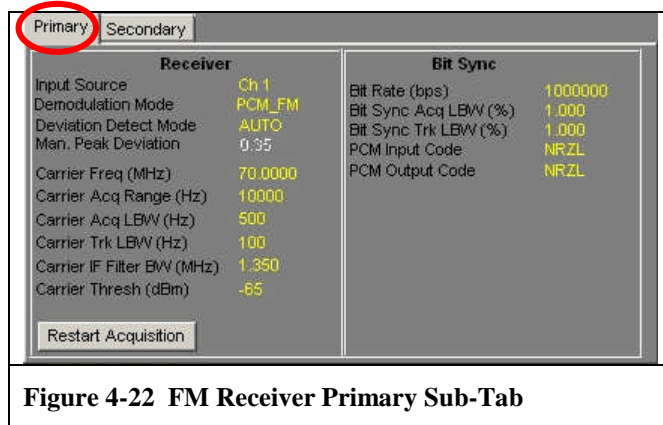 Primary Secondary
Receiver
Input Source Ch 1
Demodulation Mode PCM_FM
Deviation Detect Mode AUTO
Man. Peak Deviation 0.35
Carrier Freq (MHz) 70.0000
Carrier Acq Range (Hz) 10000
Carrier Acq LBW (Hz) 500
Carrier Trk LBW (Hz) 100
Carrier IF Filter BW (MHz) 1.350
Carrier Thresh (dBm) -65
Restart Acquisition
Bit Sync
Bit Rate (bps) 1000000
Bit Sync Acq LBW (%) 1.000
Bit Sync Trk LBW (%) 1.000
PCM Input Code NRZL
PCM Output Code NRZL
Figure 4-22 FM Receiver Primary Sub-Tab